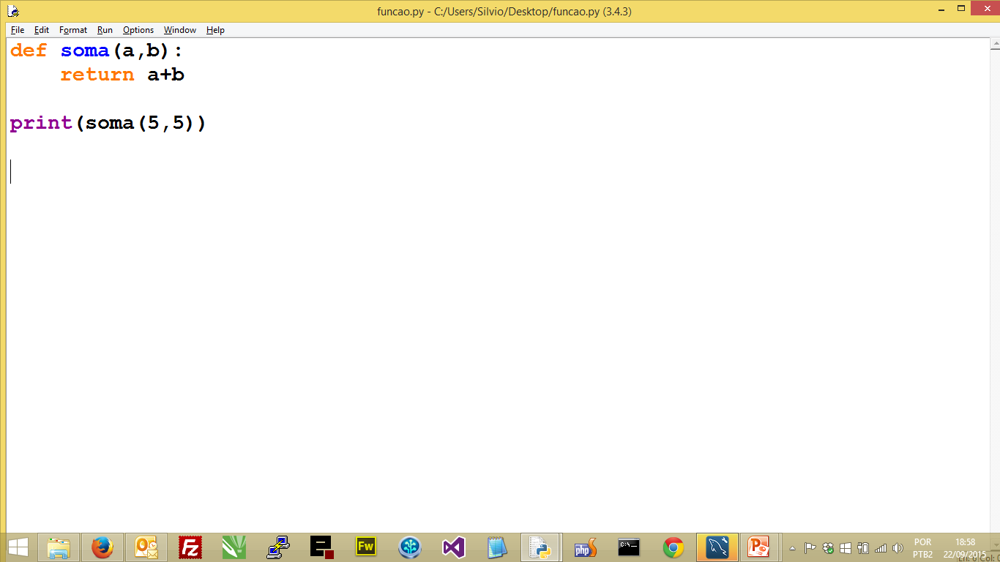 funcao.py - C:/Users/Silvio/Desktop/funcao.py (3.4.3)
File Edit Format Run Options Window Help
def soma(a,b):
    return a+b
print(soma(5,5))
Fz
Fw
php
C:\_
POR
PTB2
18:58
22/09/2015